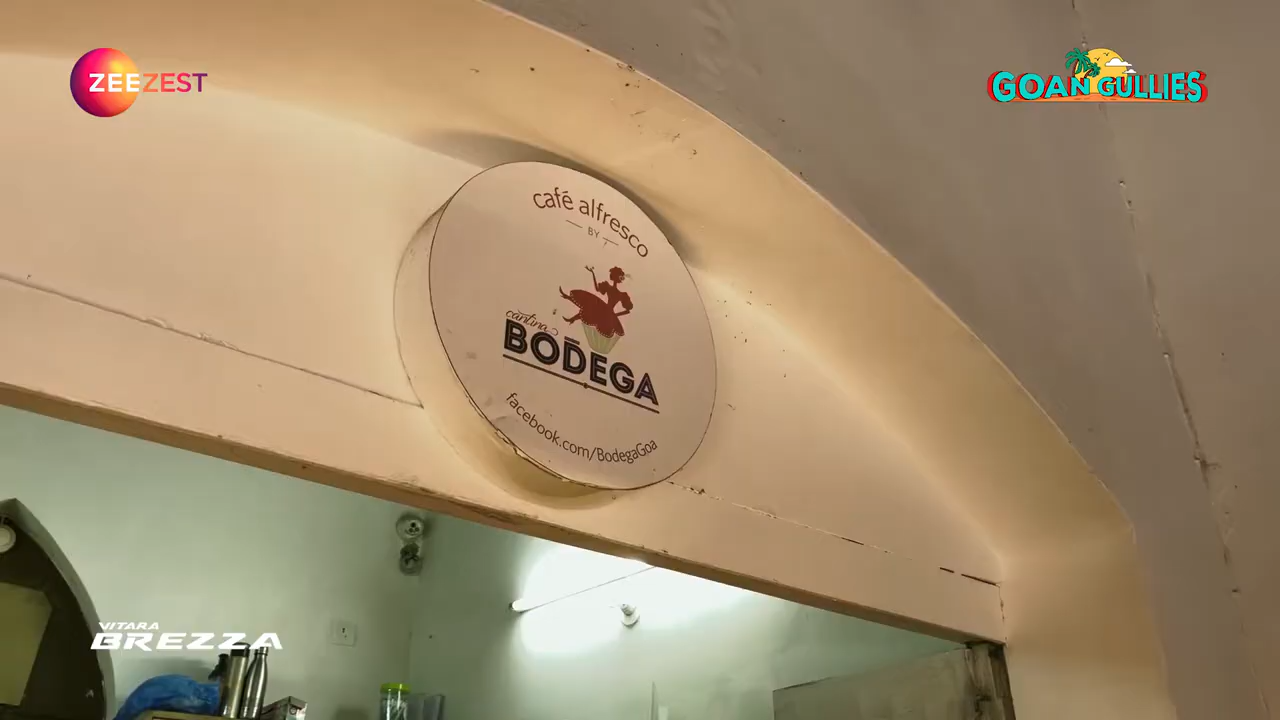 ZEEZEST
GOAN GULLIES
café alfresco
BY
cantina
BODEGA
facebook.com/BodegaGoa
VITARA
BREZZA